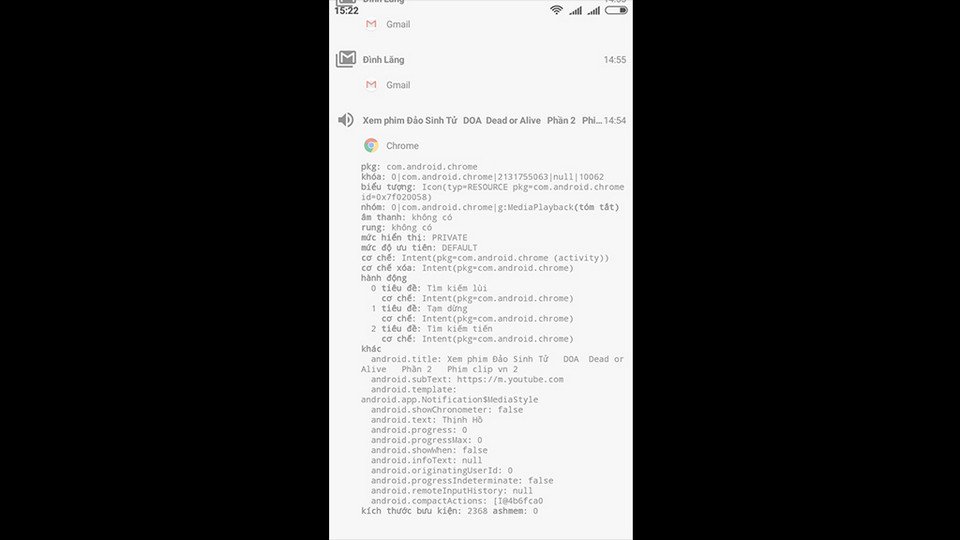 Đình Lăng 14:55
15:22
Gmail
Đình Lăng 14:55
Gmail
Xem phim Đảo Sinh Tử DOA Dead or Alive Phần 2 Phi... 14:54
Chrome
pkg: com.android.chrome
khóa: 0|com.android.chrome|2131755063|null|10062
biểu tượng: Icon(typ=RESOURCE pkg=com.android.chrome
id=0x7f020058)
nhóm: 0|com.android.chrome|g:MediaPlayback(tóm tắt)
âm thanh: không có
rung: không có
mức hiển thị: PRIVATE
mức độ ưu tiên: DEFAULT
cơ chế: Intent(pkg=com.android.chrome (activity))
cơ chế xóa: Intent(pkg=com.android.chrome)
hành động
0 tiêu đề: Tìm kiếm lùi
cơ chế: Intent(pkg=com.android.chrome)
1 tiêu đề: Tạm dừng
cơ chế: Intent(pkg=com.android.chrome)
2 tiêu đề: Tìm kiếm tiến
cơ chế: Intent(pkg=com.android.chrome)
khác
android.title: Xem phim Đảo Sinh Tử DOA Dead or
Alive Phần 2 Phim clip vn 2
android.subText: https://m.youtube.com
android.template:
android.app.Notification$MediaStyle
android.showChronometer: false
android.text: Thịnh Hồ
android.progress: 0
android.progressMax: 0
android.showWhen: false
android.infoText: null
android.originatingUserId: 0
android.progressIndeterminate: false
android.remoteInputHistory: null
android.compactActions: [I@4b6fca0
kích thước bưu kiện: 2368 ashmem: 0